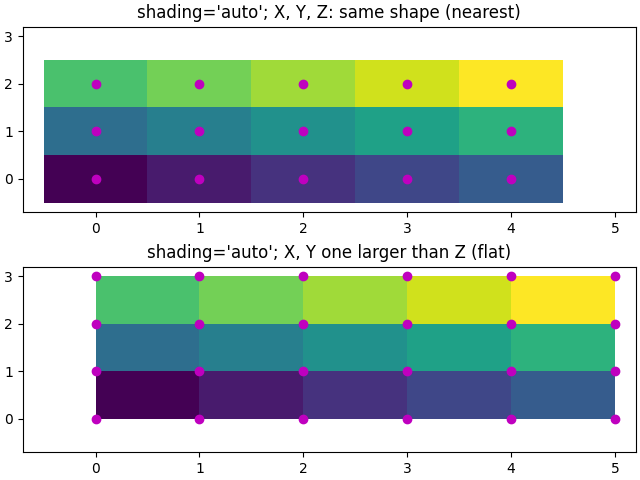 shading='auto'; X, Y, Z: same shape (nearest)
3
2
1
0
0 1 2 3 4 5
shading='auto'; X, Y one larger than Z (flat)
3
2
1
0
0 1 2 3 4 5